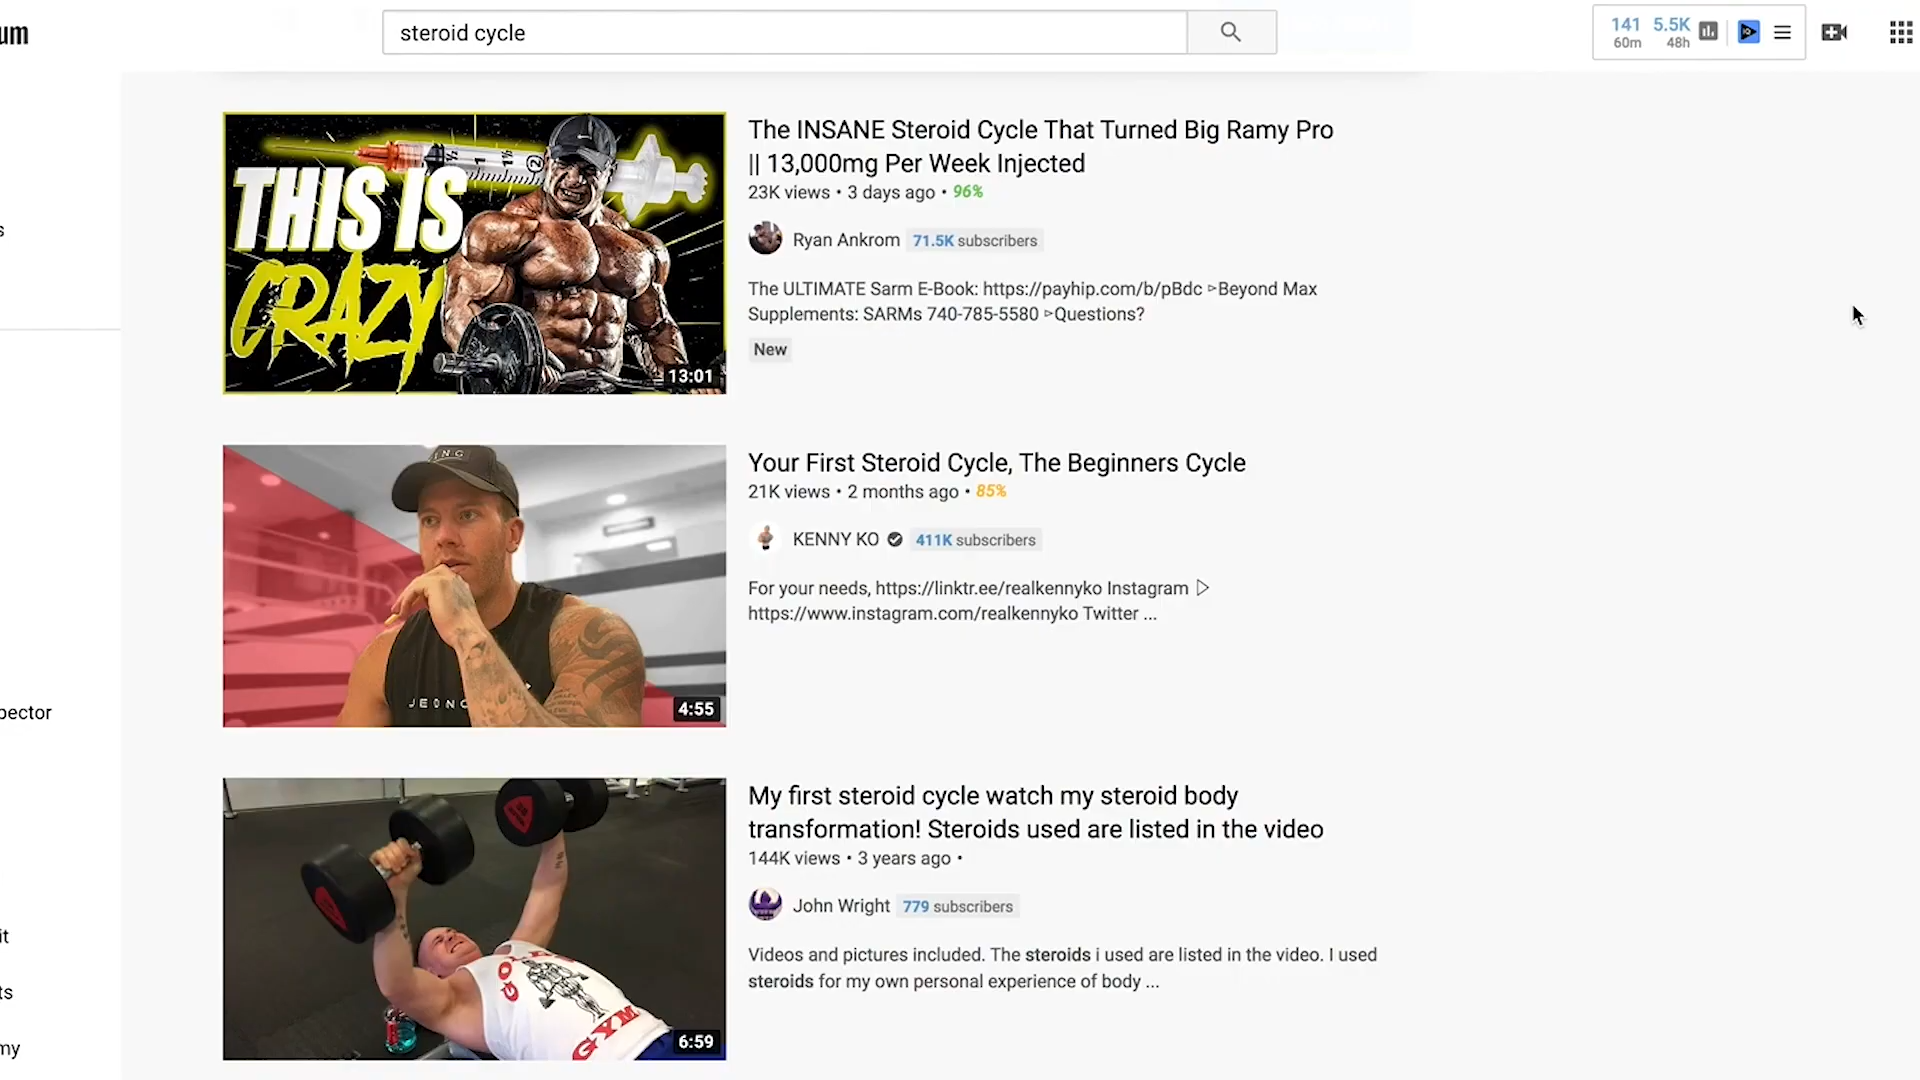 um
steroid cycle
141 5.5K
60m 48h
s
pector
it
ts
my
THIS IS
CRAZY
13:01
The INSANE Steroid Cycle That Turned Big Ramy Pro
|| 13,000mg Per Week Injected
23K views • 3 days ago • 96%
Ryan Ankrom 71.5K subscribers
The ULTIMATE Sarm E-Book: https://payhip.com/b/pBdc ▻Beyond Max
Supplements: SARMs 740-785-5580 ▻Questions?
New
ING
JEDNO
4:55
Your First Steroid Cycle, The Beginners Cycle
21K views • 2 months ago • 85%
KENNY KO 411K subscribers
For your needs, https://linktr.ee/realkennyko Instagram ▷
https://www.instagram.com/realkennyko Twitter ...
GOLD
GYM
6:59
My first steroid cycle watch my steroid body
transformation! Steroids used are listed in the video
144K views • 3 years ago •
John Wright 779 subscribers
Videos and pictures included. The steroids i used are listed in the video. I used
steroids for my own personal experience of body ...